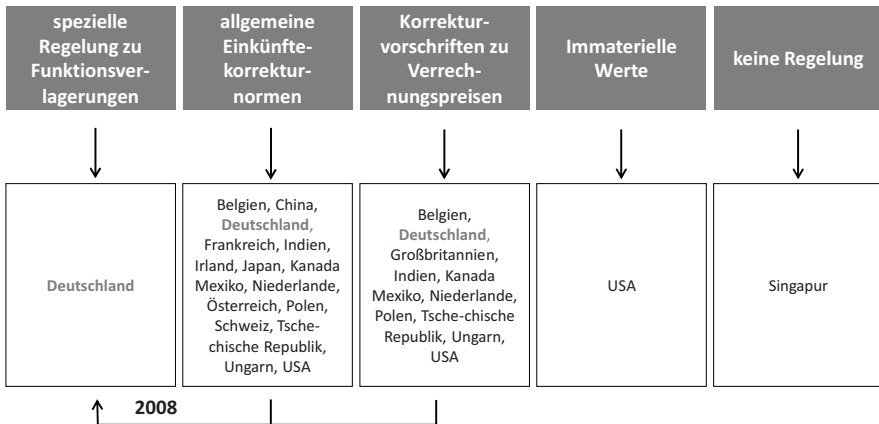 spezielle
Regelung zu
Funktionsver-
lagerungen
allgemeine
Einkünfte-
korrektur-
normen
Korrektur-
vorschriften zu
Verrech-
nungspreisen
Immaterielle
Werte
keine Regelung
Deutschland
Belgien, China,
Deutschland,
Frankreich, Indien,
Irland, Japan, Kanada
Mexiko, Niederlande,
Österreich, Polen,
Schweiz, Tsche-
chische Republik,
Ungarn, USA
Belgien,
Deutschland,
Großbritannien,
Indien, Kanada
Mexiko, Niederlande,
Polen, Tsche-chische
Republik, Ungarn,
USA
USA
Singapur
2008